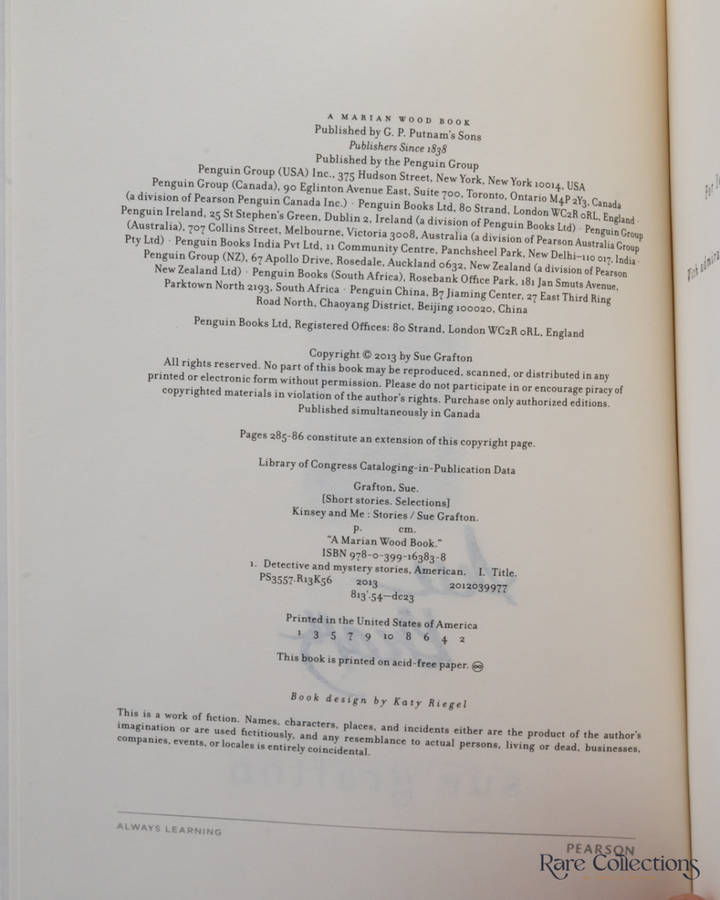 A MARIAN WOOD BOOK
Published by G. P. Putnam's Sons
Publishers Since 1838
Published by the Penguin Group
Penguin Group (USA) Inc., 375 Hudson Street, New York, New York 10014, USA
Penguin Group (Canada), 90 Eglinton Avenue East, Suite 700, Toronto, Ontario M4P 2Y3, Canada
(a division of Pearson Penguin Canada Inc.) · Penguin Books Ltd, 80 Strand, London WC2R 0RL, England ·
Penguin Ireland, 25 St Stephen's Green, Dublin 2, Ireland (a division of Penguin Books Ltd) · Penguin Group
(Australia), 707 Collins Street, Melbourne, Victoria 3008, Australia (a division of Pearson Australia Group
Pty Ltd) · Penguin Books India Pvt Ltd, 11 Community Centre, Panchsheel Park, New Delhi–110 017, India ·
Penguin Group (NZ), 67 Apollo Drive, Rosedale, Auckland 0632, New Zealand (a division of Pearson
New Zealand Ltd) · Penguin Books (South Africa), Rosebank Office Park, 181 Jan Smuts Avenue,
Parktown North 2193, South Africa · Penguin China, B7 Jiaming Center, 27 East Third Ring
Road North, Chaoyang District, Beijing 100020, China
Penguin Books Ltd, Registered Offices: 80 Strand, London WC2R 0RL, England
Copyright © 2013 by Sue Grafton
All rights reserved. No part of this book may be reproduced, scanned, or distributed in any
printed or electronic form without permission. Please do not participate in or encourage piracy of
copyrighted materials in violation of the author's rights. Purchase only authorized editions.
Published simultaneously in Canada
Pages 285-86 constitute an extension of this copyright page.
Library of Congress Cataloging-in-Publication Data
Grafton, Sue.
[Short stories. Selections]
Kinsey and Me : Stories / Sue Grafton.
p. cm.
"A Marian Wood Book."
ISBN 978-0-399-16383-8
1. Detective and mystery stories, American. I. Title.
PS3557.R13K56 2013 2012039977
813'.54—dc23
Printed in the United States of America
1 3 5 7 9 10 8 6 4 2
This book is printed on acid-free paper. ♾
Book design by Katy Riegel
This is a work of fiction. Names, characters, places, and incidents either are the product of the author's
imagination or are used fictitiously, and any resemblance to actual persons, living or dead, businesses,
companies, events, or locales is entirely coincidental.
ALWAYS LEARNING
PEARSON
Rare Collections
For
With